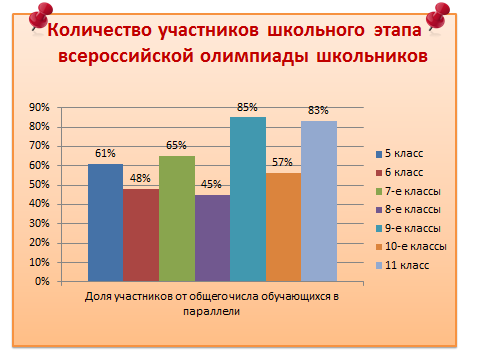 Количество участников школьного этапа
всероссийской олимпиады школьников
90%
80%
70%
60%
50%
40%
30%
20%
10%
0%
61%
48%
65%
45%
85%
57%
83%
Доля участников от общего числа обучающихся в
параллели
5 класс
6 класс
7-е классы
8-е классы
9-е классы
10-е классы
11 класс